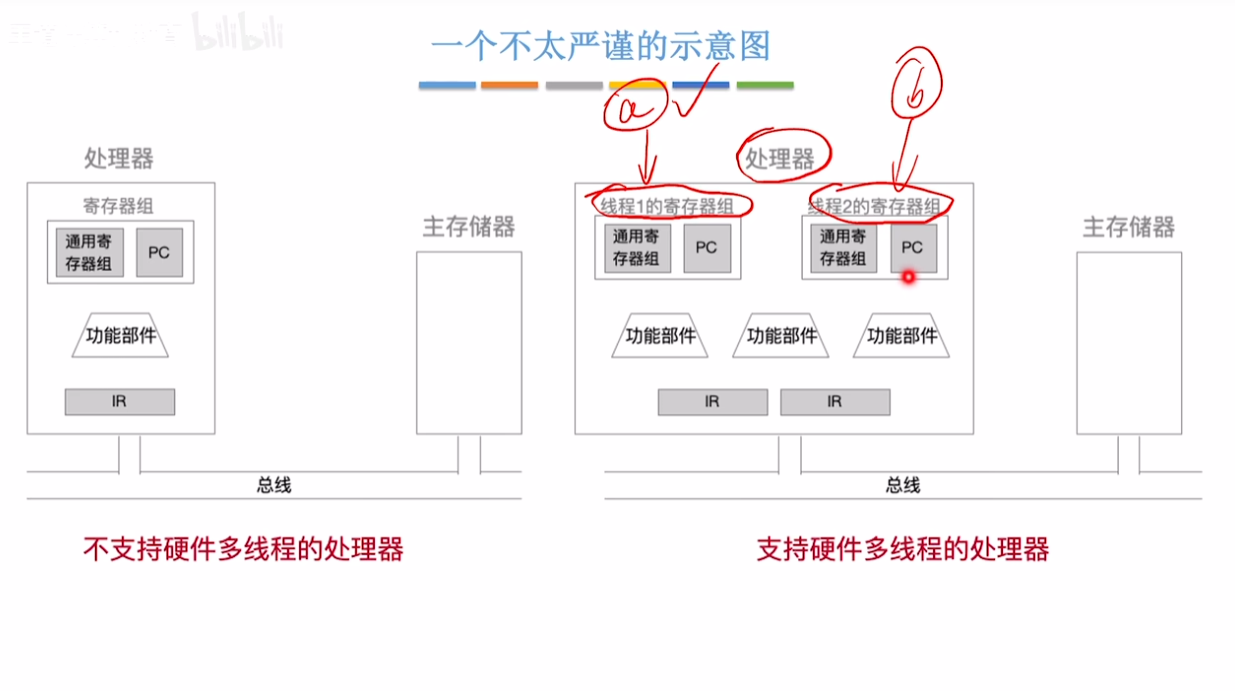 bilibili
一个不太严谨的示意图
a
b
处理器
寄存器组
通用寄
存器组
PC
功能部件
IR
主存储器
总线
不支持硬件多线程的处理器
处理器
线程1的寄存器组
通用寄
存器组
PC
线程2的寄存器组
通用寄
存器组
PC
功能部件
功能部件
功能部件
IR
IR
主存储器
总线
支持硬件多线程的处理器